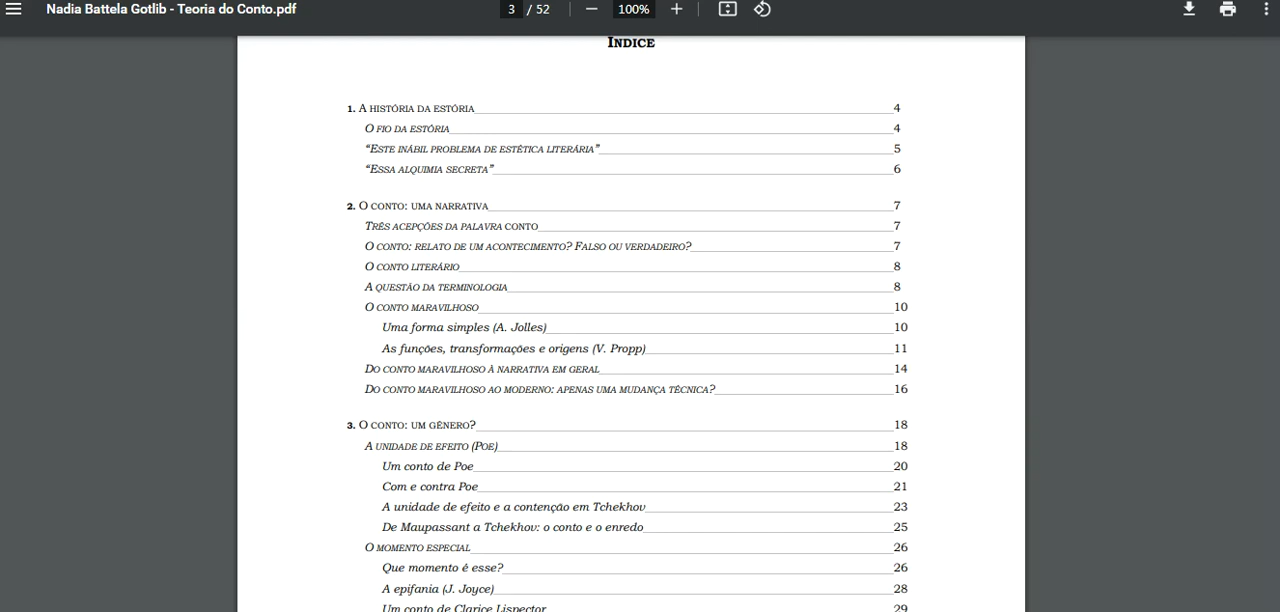 Nadia Battela Gotlib - Teoria do Conto.pdf
3 / 52
100%
ÍNDICE
1. A HISTÓRIA DA ESTÓRIA 4
O FIO DA ESTÓRIA 4
“ESTE INÁBIL PROBLEMA DE ESTÉTICA LITERÁRIA” 5
“ESSA ALQUIMIA SECRETA” 6
2. O CONTO: UMA NARRATIVA 7
TRÊS ACEPÇÕES DA PALAVRA CONTO 7
O CONTO: RELATO DE UM ACONTECIMENTO? FALSO OU VERDADEIRO? 7
O CONTO LITERÁRIO 8
A QUESTÃO DA TERMINOLOGIA 8
O CONTO MARAVILHOSO 10
Uma forma simples (A. Jolles) 10
As funções, transformações e origens (V. Propp) 11
DO CONTO MARAVILHOSO À NARRATIVA EM GERAL 14
DO CONTO MARAVILHOSO AO MODERNO: APENAS UMA MUDANÇA TÉCNICA? 16
3. O CONTO: UM GÊNERO? 18
A UNIDADE DE EFEITO (POE) 18
Um conto de Poe 20
Com e contra Poe 21
A unidade de efeito e a contenção em Tchekhov 23
De Maupassant a Tchekhov: o conto e o enredo 25
O MOMENTO ESPECIAL 26
Que momento é esse? 26
A epifania (J. Joyce) 28
Um conto de Clarice Lispector 29